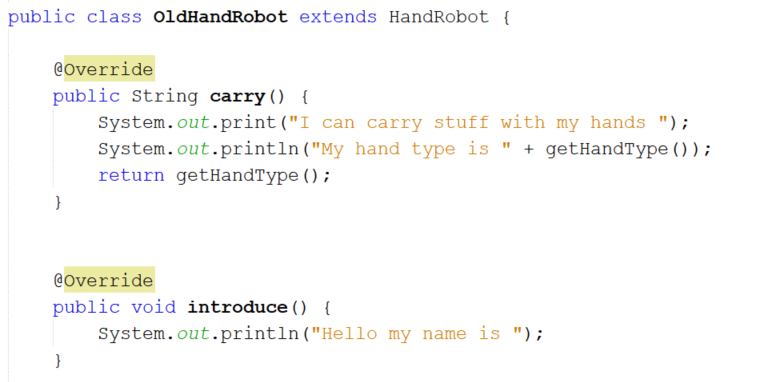 public class OldHandRobot extends HandRobot {
@Override
public String carry() {
System.out.print("I can carry stuff with my hands ");
System.out.println("My hand type is " + getHandType());
return getHandType();
}
@Override
public void introduce() {
System.out.println("Hello my name is ");
}